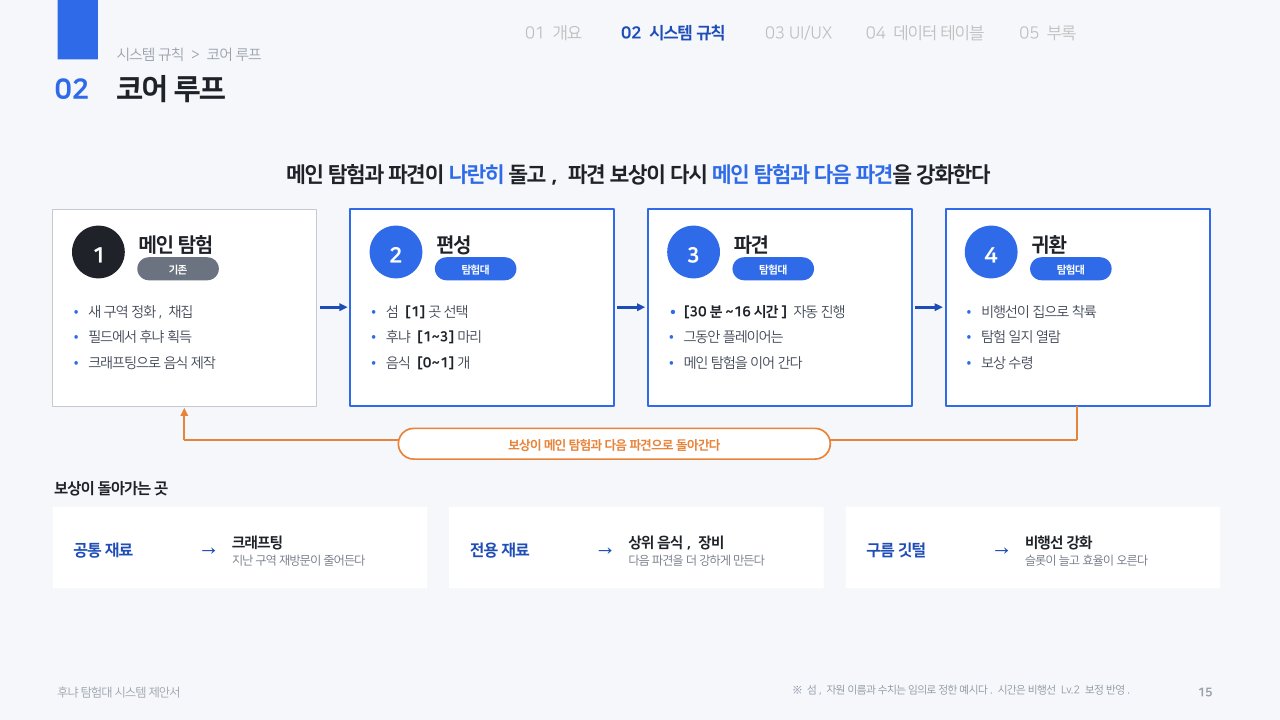 01 개요 02 시스템 규칙 03 UI/UX 04 데이터 테이블 05 부록
시스템 규칙 > 코어 루프
02 코어 루프
메인 탐험과 파견이 나란히 돌고 , 파견 보상이 다시 메인 탐험과 다음 파견을 강화한다
1 메인 탐험
기존
• 새 구역 정화 , 채집
• 필드에서 후냐 획득
• 크래프팅으로 음식 제작
2 편성
탐험대
• 섬 [1] 곳 선택
• 후냐 [1~3] 마리
• 음식 [0~1] 개
3 파견
탐험대
• [30 분 ~16 시간 ] 자동 진행
• 그동안 플레이어는
• 메인 탐험을 이어 간다
4 귀환
탐험대
• 비행선이 집으로 착륙
• 탐험 일지 열람
• 보상 수령
보상이 메인 탐험과 다음 파견으로 돌아간다
보상이 돌아가는 곳
공통 재료 → 크래프팅
지난 구역 재방문이 줄어든다
전용 재료 → 상위 음식 , 장비
다음 파견을 더 강하게 만든다
구름 깃털 → 비행선 강화
슬롯이 늘고 효율이 오른다
후냐 탐험대 시스템 제안서
※ 섬 , 자원 이름과 수치는 임의로 정한 예시다 . 시간은 비행선 Lv.2 보정 반영 .
15